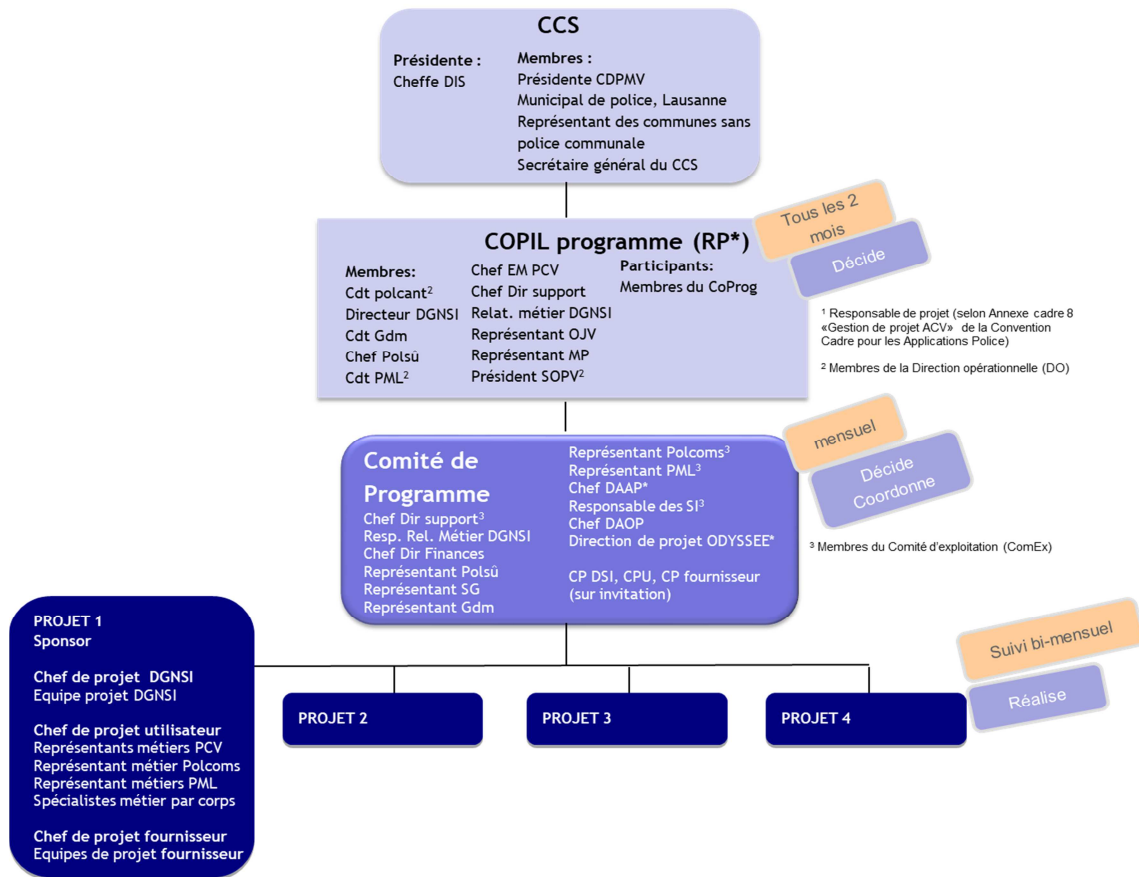 CCS
Présidente :
Cheffe DIS
Membres :
Présidente CDPMV
Municipal de police, Lausanne
Représentant des communes sans
police communale
Secrétaire général du CCS
Tous les 2
mois
Décide
COPIL programme (RP*)
Membres:
Cdt polcant²
Directeur DGNSI
Cdt Gdm
Chef Polsû
Cdt PML²
Chef EM PCV
Chef Dir support
Relat. métier DGNSI
Représentant OJV
Représentant MP
Président SOPV²
Participants:
Membres du CoProg
¹ Responsable de projet (selon Annexe cadre 8
«Gestion de projet ACV» de la Convention
Cadre pour les Applications Police)
² Membres de la Direction opérationnelle (DO)
mensuel
Décide
Coordonne
Comité de
Programme
Chef Dir support³
Resp. Rel. Métier DGNSI
Chef Dir Finances
Représentant Polsû
Représentant SG
Représentant Gdm
Représentant Polcoms³
Représentant PML³
Chef DAAP*
Responsable des SI³
Chef DAOP
Direction de projet ODYSSEE*
CP DSI, CPU, CP fournisseur
(sur invitation)
³ Membres du Comité d'exploitation (ComEx)
Suivi bi-mensuel
Réalise
PROJET 1
Sponsor
Chef de projet DGNSI
Equipe projet DGNSI
Chef de projet utilisateur
Représentants métiers PCV
Représentant métier Polcoms
Représentant métiers PML
Spécialistes métier par corps
Chef de projet fournisseur
Equipes de projet fournisseur
PROJET 2
PROJET 3
PROJET 4